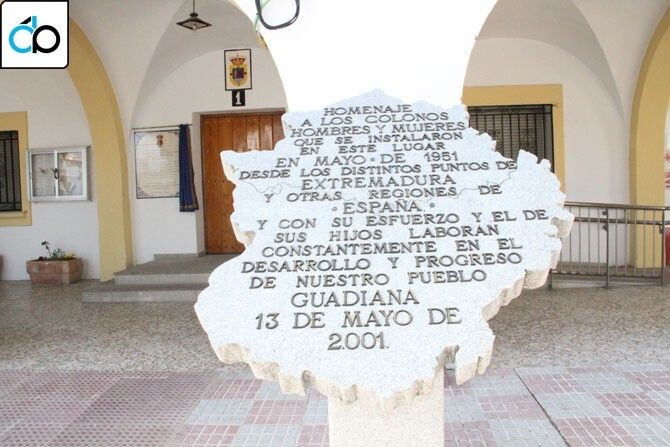 db
1
HOMENAJE
A LOS COLONOS
HOMBRES Y MUJERES
QUE SE INSTALARON
EN ESTE LUGAR
EN MAYO DE 1951
DESDE LOS DISTINTOS PUNTOS DE
EXTREMADURA
Y OTRAS REGIONES DE
·ESPAÑA·
Y CON SU ESFUERZO Y EL DE
SUS HIJOS LABORAN
CONSTANTEMENTE EN EL
DESARROLLO Y PROGRESO
DE NUESTRO PUEBLO
GUADIANA
13 DE MAYO DE
2.001.